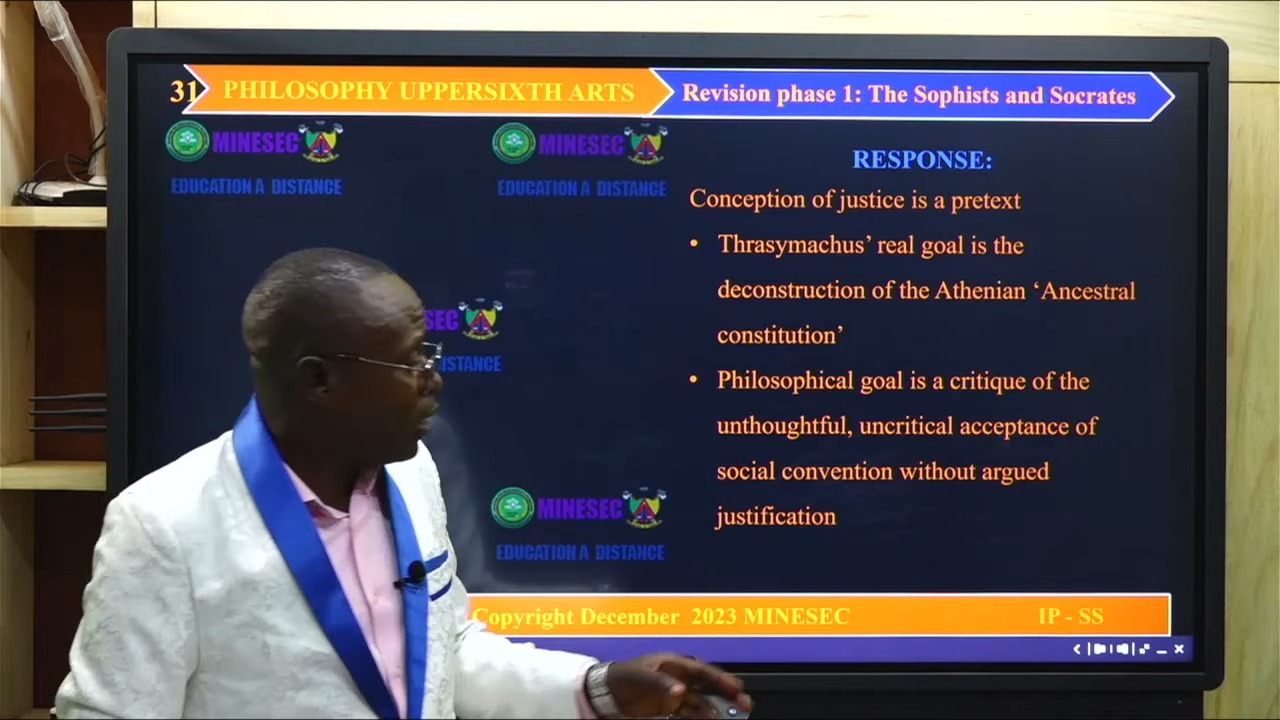 31 PHILOSOPHY UPPERSIXTH ARTS Revision phase 1: The Sophists and Socrates
MINESEC MINESEC
EDUCATION A DISTANCE EDUCATION A DISTANCE
RESPONSE:
Conception of justice is a pretext
• Thrasymachus’ real goal is the
deconstruction of the Athenian ‘Ancestral
constitution’
• Philosophical goal is a critique of the
unthoughtful, uncritical acceptance of
social convention without argued
justification
SEC
DISTANCE
MINESEC
EDUCATION A DISTANCE
Copyright December 2023 MINESEC IP - SS